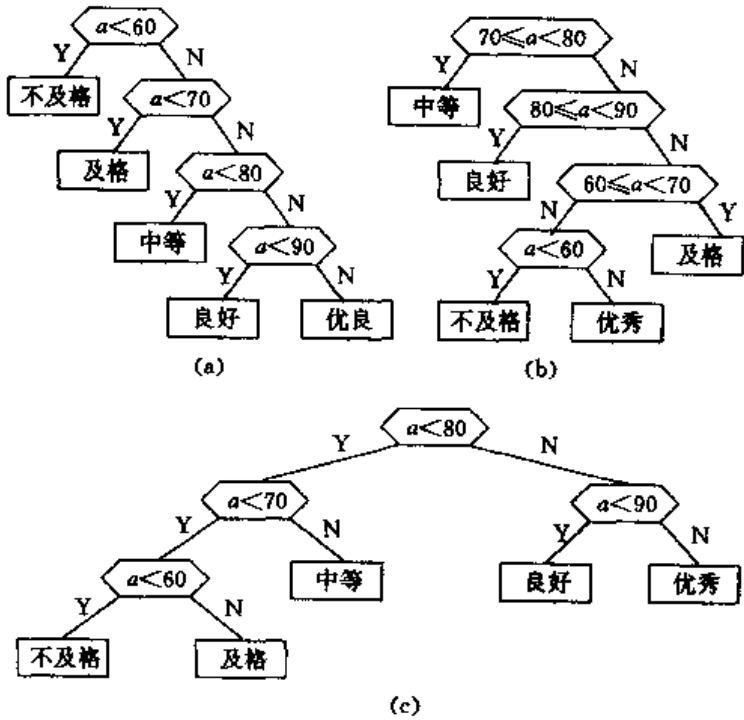 a<60
Y N
不及格 a<70
Y N
及格 a<80
Y N
中等 a<90
Y N
良好 优良
(a)
70≤a<80
Y N
中等 80≤a<90
Y N
良好 60≤a<70
N Y
a<60 及格
Y N
不及格 优秀
(b)
a<80
Y N
a<70 a<90
Y N Y N
a<60 中等 良好 优秀
Y N
不及格 及格
(c)